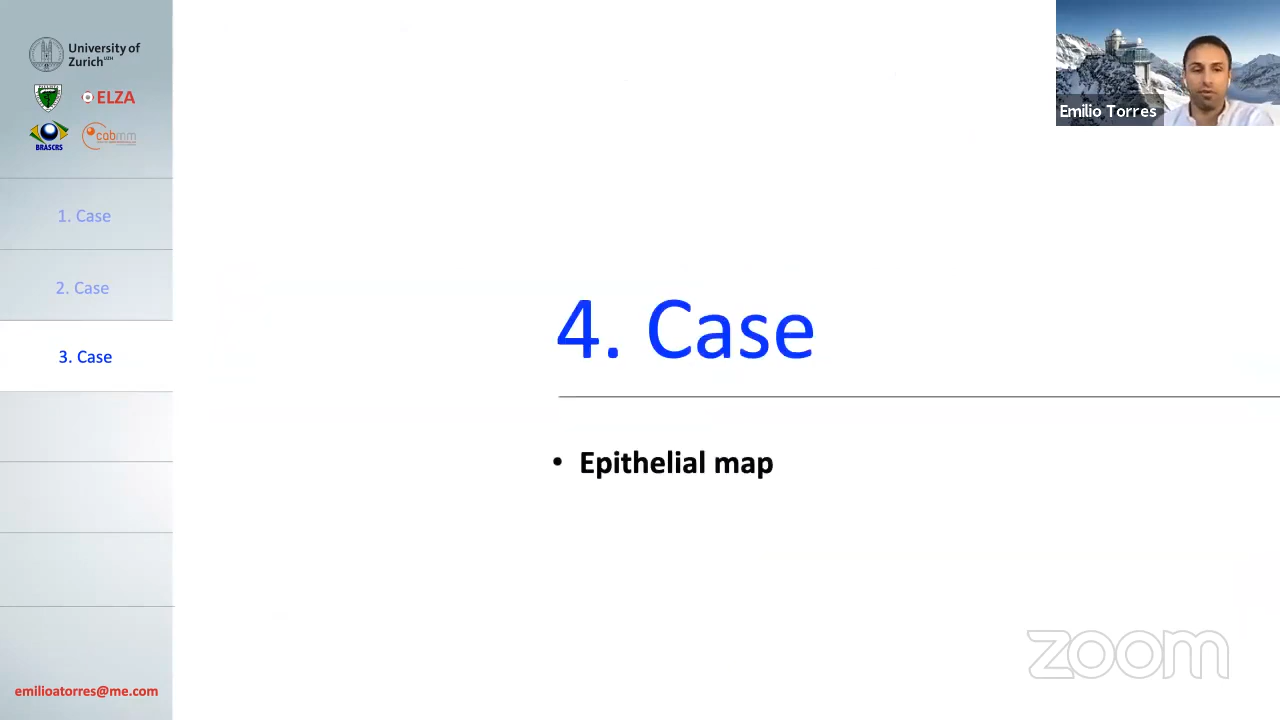 University of
Zurich
ELZA
BRASCRS
cabmm
1. Case
2. Case
3. Case
emilioatorres@me.com
4. Case
• Epithelial map
Emilio Torres
zoom